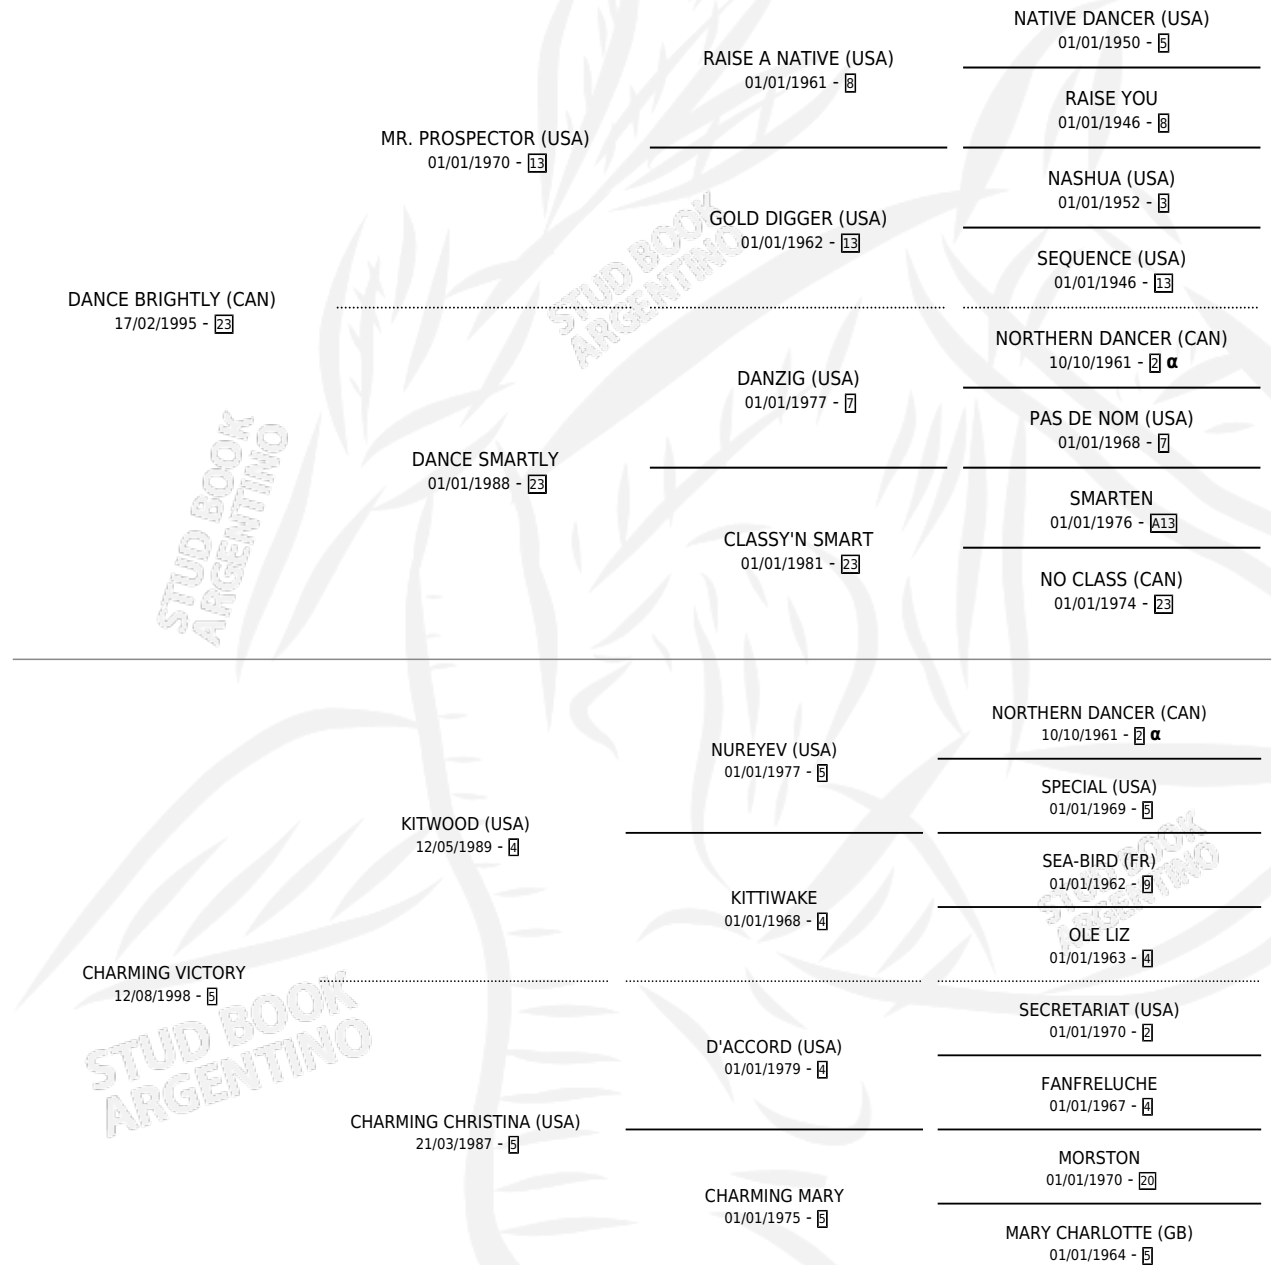 NATIVE DANCER (USA)
01/01/1950 - 5
RAISE A NATIVE (USA)
01/01/1961 - 8
RAISE YOU
01/01/1946 - 8
MR. PROSPECTOR (USA)
01/01/1970 - 13
NASHUA (USA)
01/01/1952 - 3
GOLD DIGGER (USA)
01/01/1962 - 13
SEQUENCE (USA)
01/01/1946 - 13
DANCE BRIGHTLY (CAN)
17/02/1995 - 23
NORTHERN DANCER (CAN)
10/10/1961 - 2 α
DANZIG (USA)
01/01/1977 - 7
PAS DE NOM (USA)
01/01/1968 - 7
DANCE SMARTLY
01/01/1988 - 23
SMARTEN
01/01/1976 - A13
CLASSY'N SMART
01/01/1981 - 23
NO CLASS (CAN)
01/01/1974 - 23
NORTHERN DANCER (CAN)
10/10/1961 - 2 α
NUREYEV (USA)
01/01/1977 - 5
SPECIAL (USA)
01/01/1969 - 5
KITWOOD (USA)
12/05/1989 - 4
SEA-BIRD (FR)
01/01/1962 - 9
KITTIWAKE
01/01/1968 - 4
OLE LIZ
01/01/1963 - 4
CHARMING VICTORY
12/08/1998 - 5
SECRETARIAT (USA)
01/01/1970 - 2
D'ACCORD (USA)
01/01/1979 - 4
FANFRELUCHE
01/01/1967 - 4
CHARMING CHRISTINA (USA)
21/03/1987 - 5
MORSTON
01/01/1970 - 20
CHARMING MARY
01/01/1975 - 5
MARY CHARLOTTE (GB)
01/01/1964 - 5
STUD BOOK
ARGENTINO
STUD BOOK
ARGENTINO
STUD BOOK
ARGENTINO
STUD BOOK
ARGENTINO